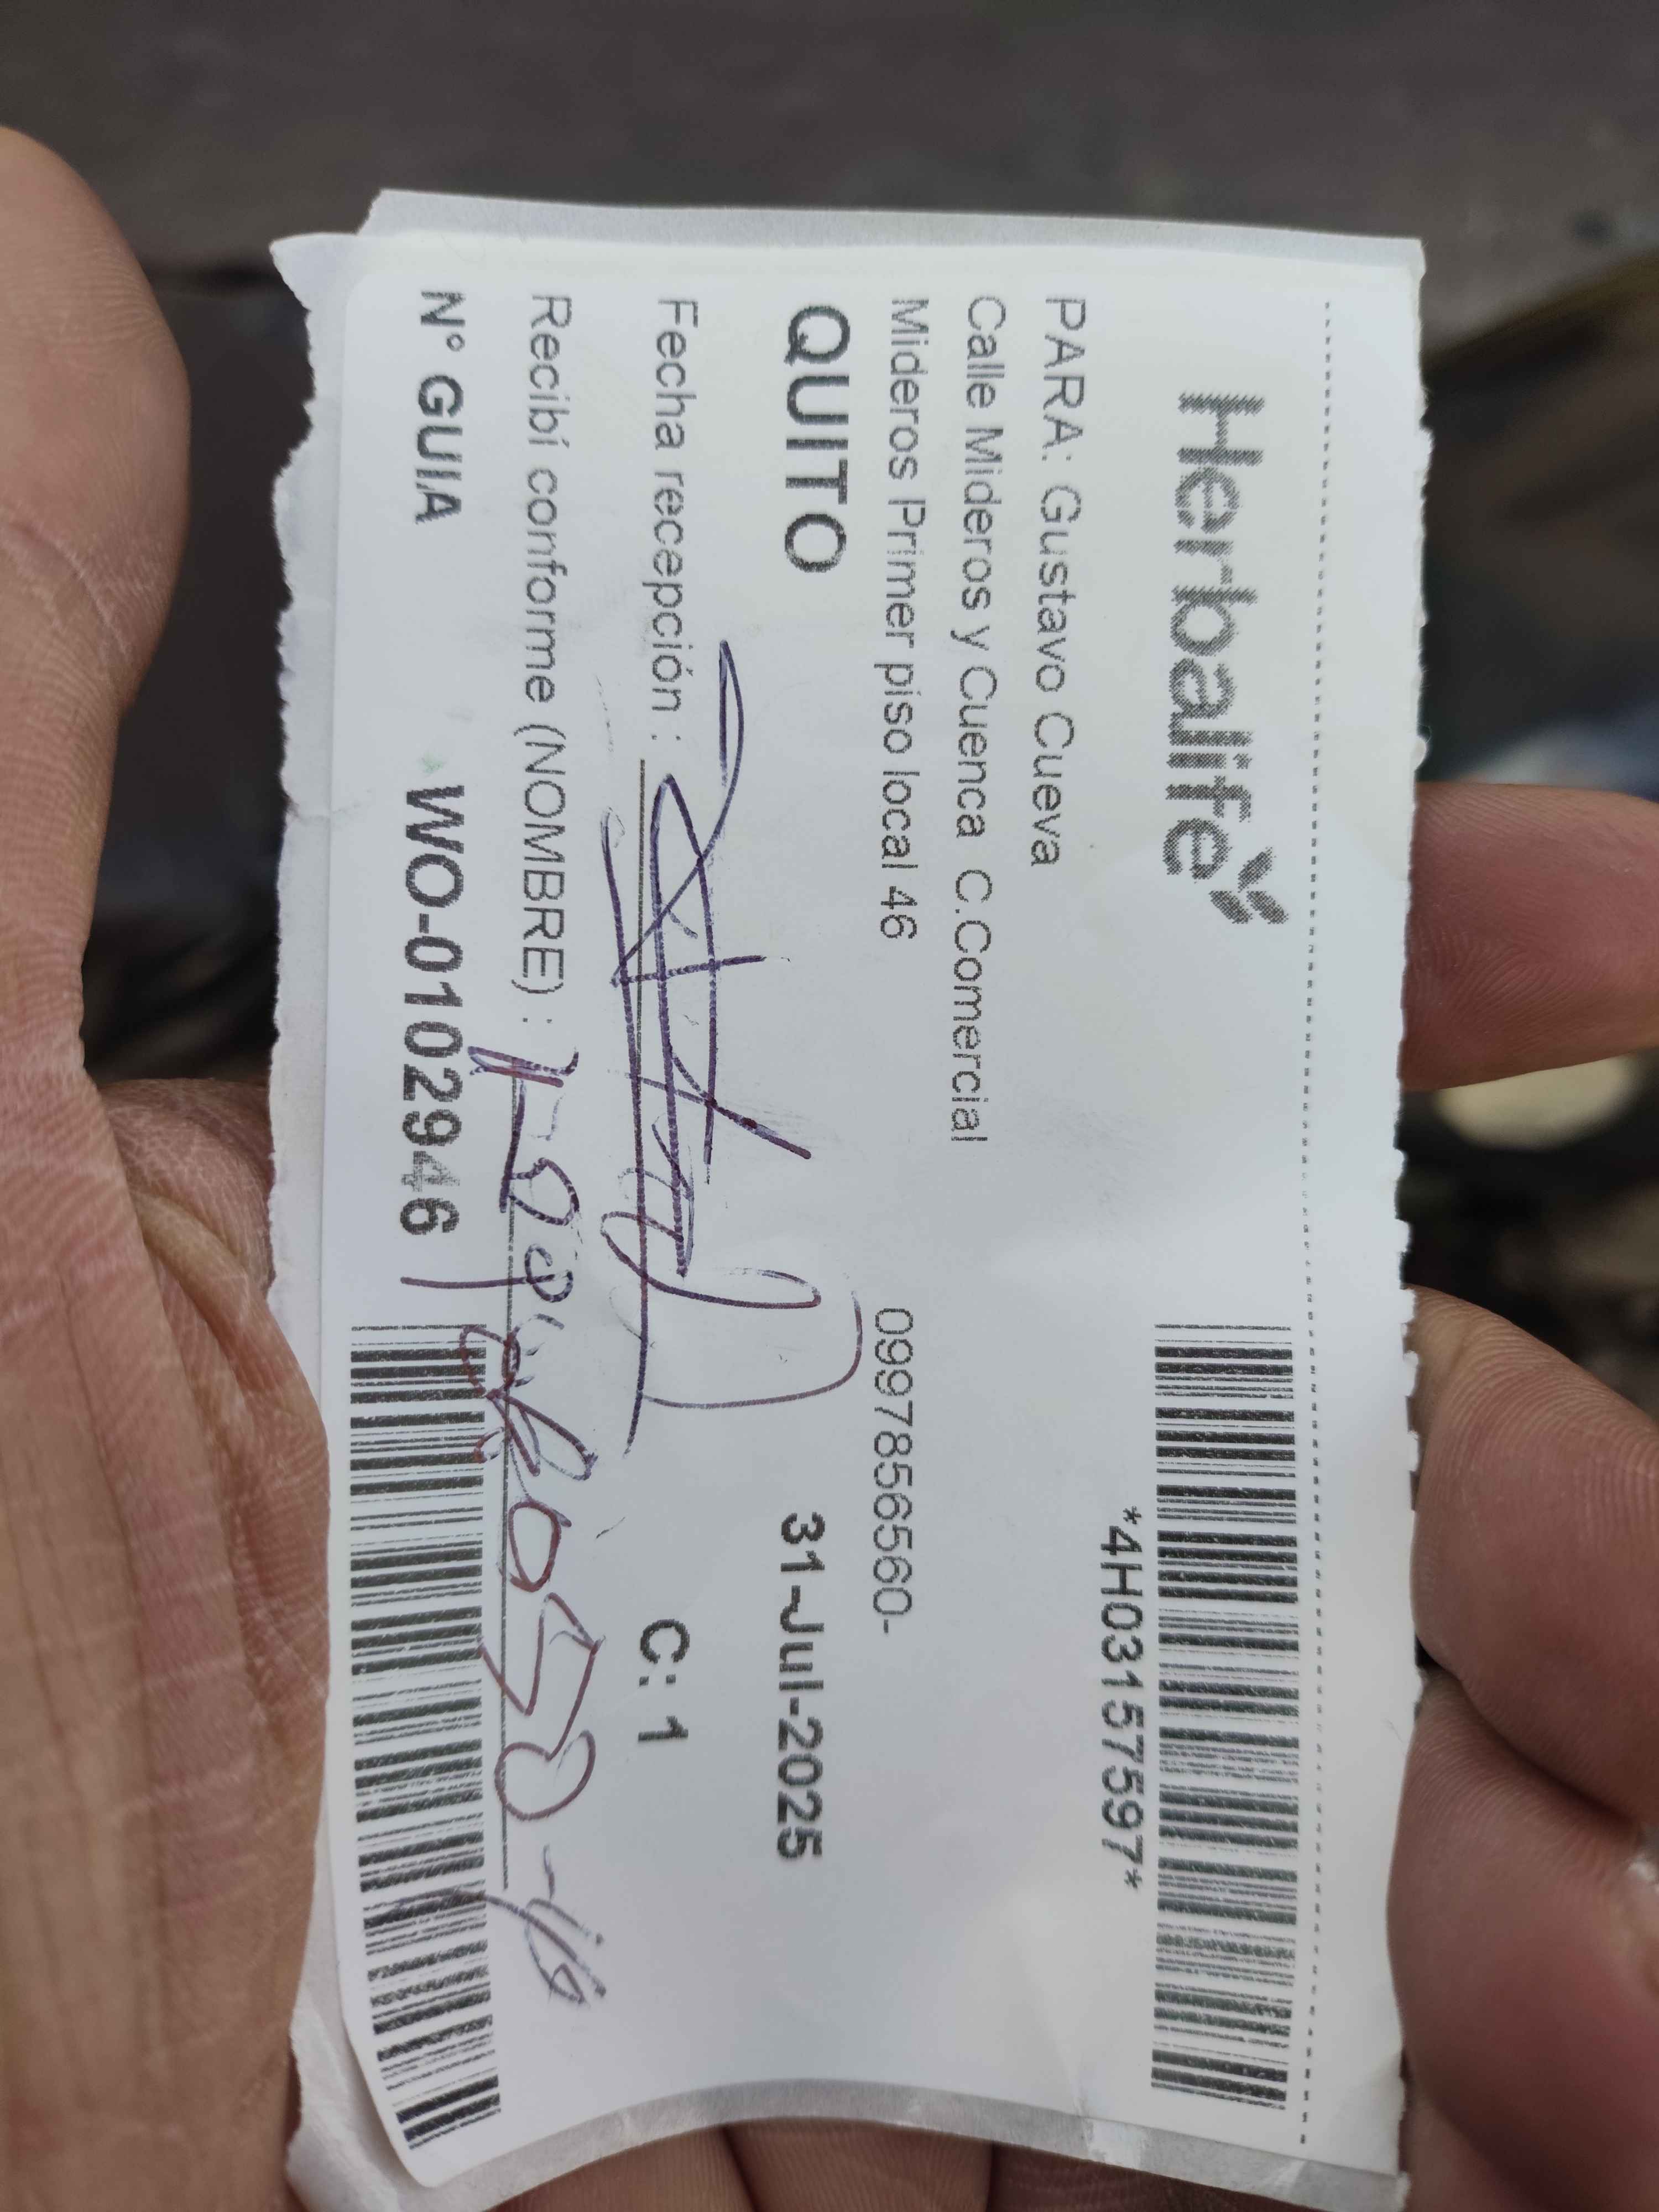 Herbalife
*4H03157597*
PARA: Gustavo Cueva
Calle Mideros y Cuenca C.Comercial
Mideros Primer piso local 46
0997856560-
QUITO
31-Jul-2025
Fecha recepción :
C: 1
Recibí conforme (NOMBRE) :
N° GUIA WO-0102946